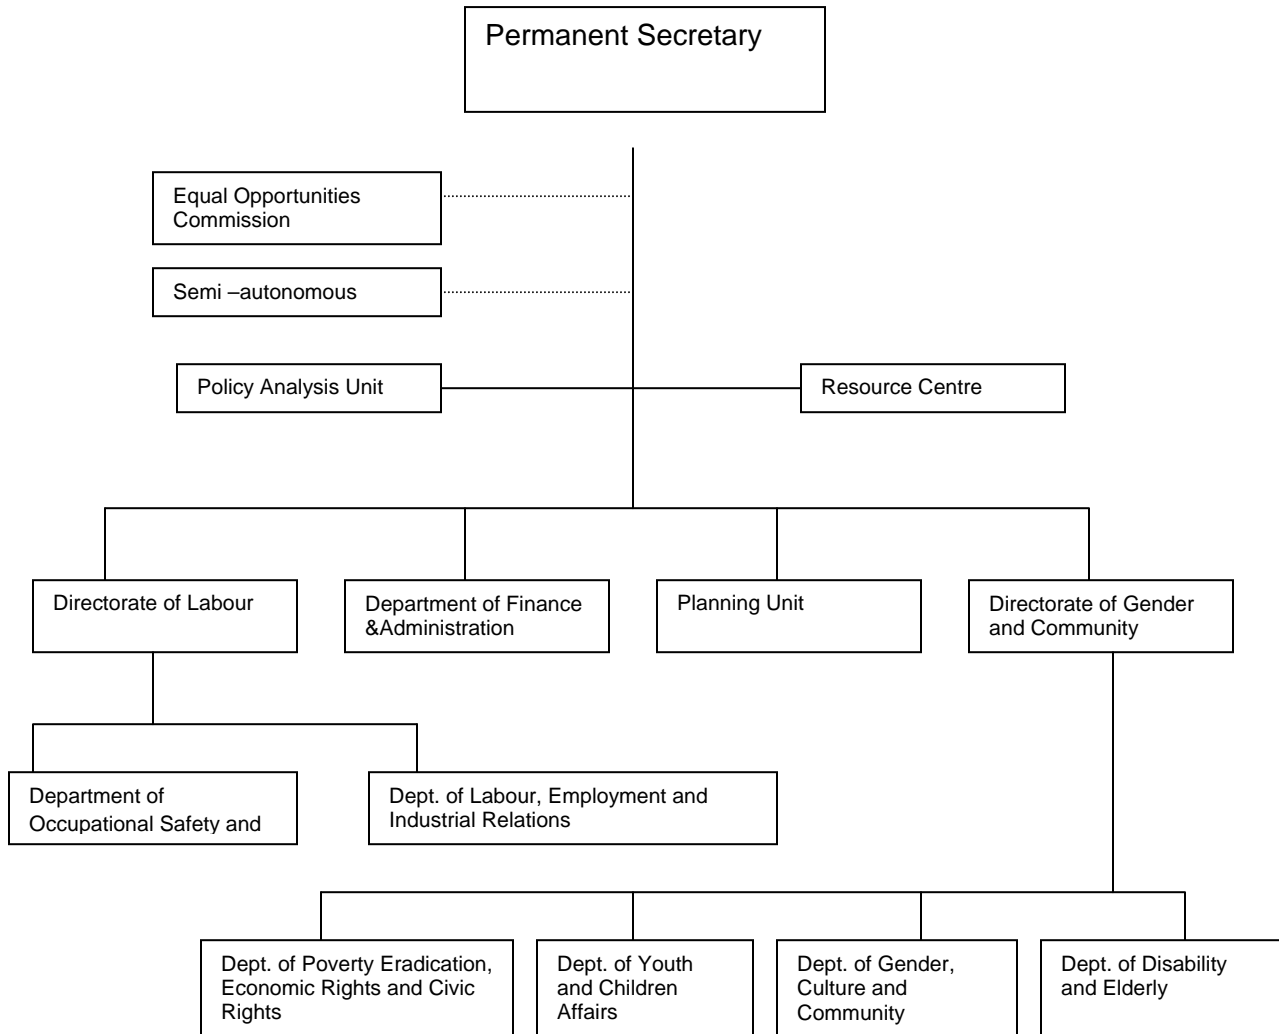 Permanent Secretary
Equal Opportunities
Commission
Semi –autonomous
Policy Analysis Unit
Resource Centre
Directorate of Labour
Department of Finance
&Administration
Planning Unit
Directorate of Gender
and Community
Department of
Occupational Safety and
Dept. of Labour, Employment and
Industrial Relations
Dept. of Poverty Eradication,
Economic Rights and Civic
Rights
Dept. of Youth
and Children
Affairs
Dept. of Gender,
Culture and
Community
Dept. of Disability
and Elderly